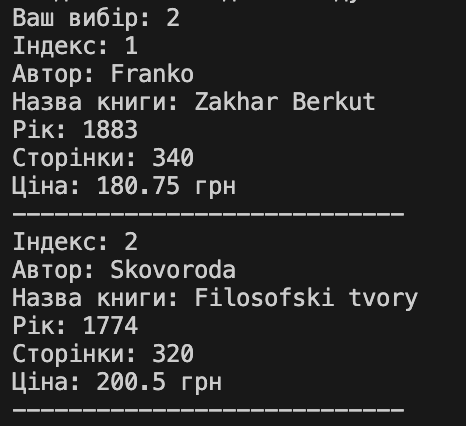 Ваш вибір: 2
Індекс: 1
Автор: Franko
Назва книги: Zakhar Berkut
Рік: 1883
Сторінки: 340
Ціна: 180.75 грн
----------------------------
Індекс: 2
Автор: Skovoroda
Назва книги: Filosofski tvory
Рік: 1774
Сторінки: 320
Ціна: 200.5 грн
----------------------------